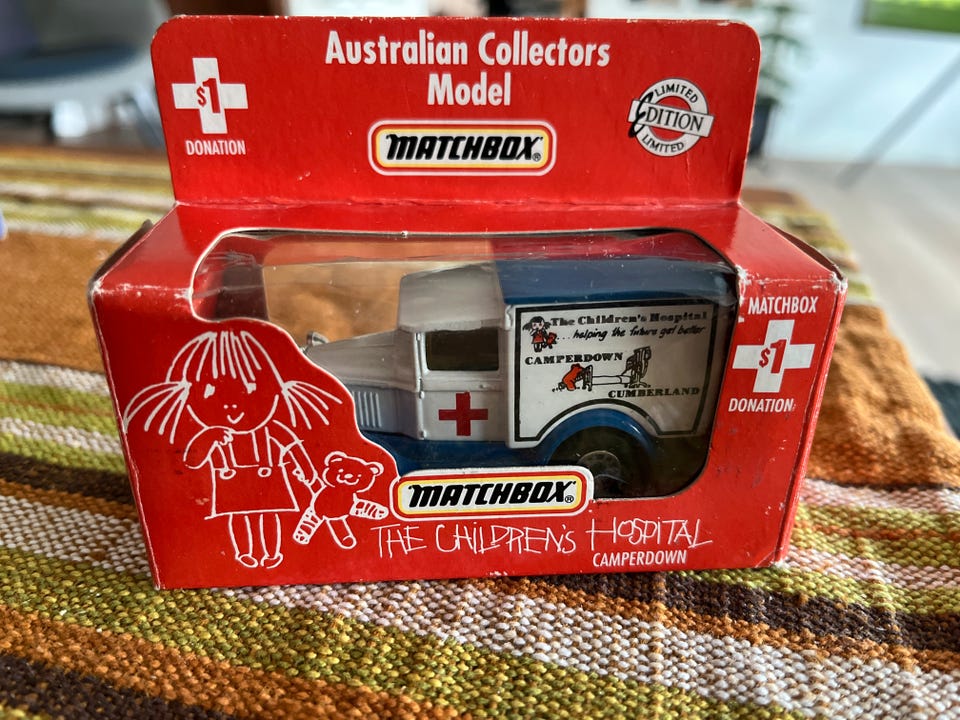 Australian Collectors
Model
$1
DONATION
MATCHBOX®
LIMITED
EDITION
LIMITED
The Children's Hospital
...helping the future get better
CAMPERDOWN
CUMBERLAND
MATCHBOX
$1
DONATION
MATCHBOX®
THE CHILDREN'S HOSPITAL
CAMPERDOWN